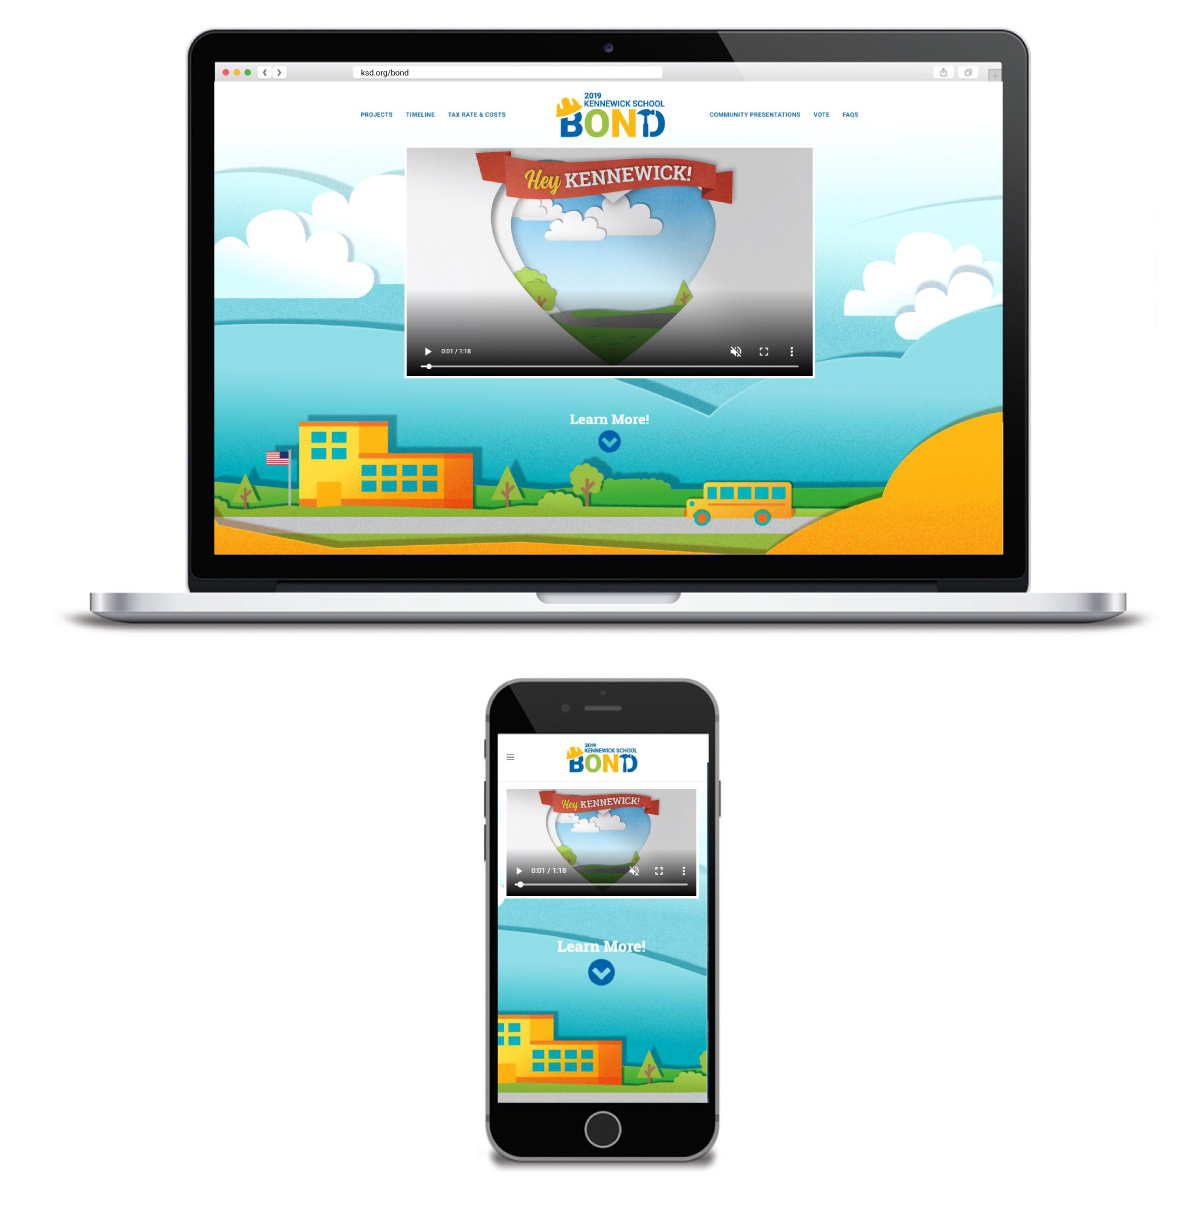 ksd.org/bond
PROJECTS TIMELINE TAX RATE & COSTS
2019
KENNEWICK SCHOOL
BOND
COMMUNITY PRESENTATIONS VOTE FAQS
Hey KENNEWICK!
0:01 / 1:18
Learn More!
2019
KENNEWICK SCHOOL
BOND
Hey KENNEWICK!
0:01 / 1:18
Learn More!